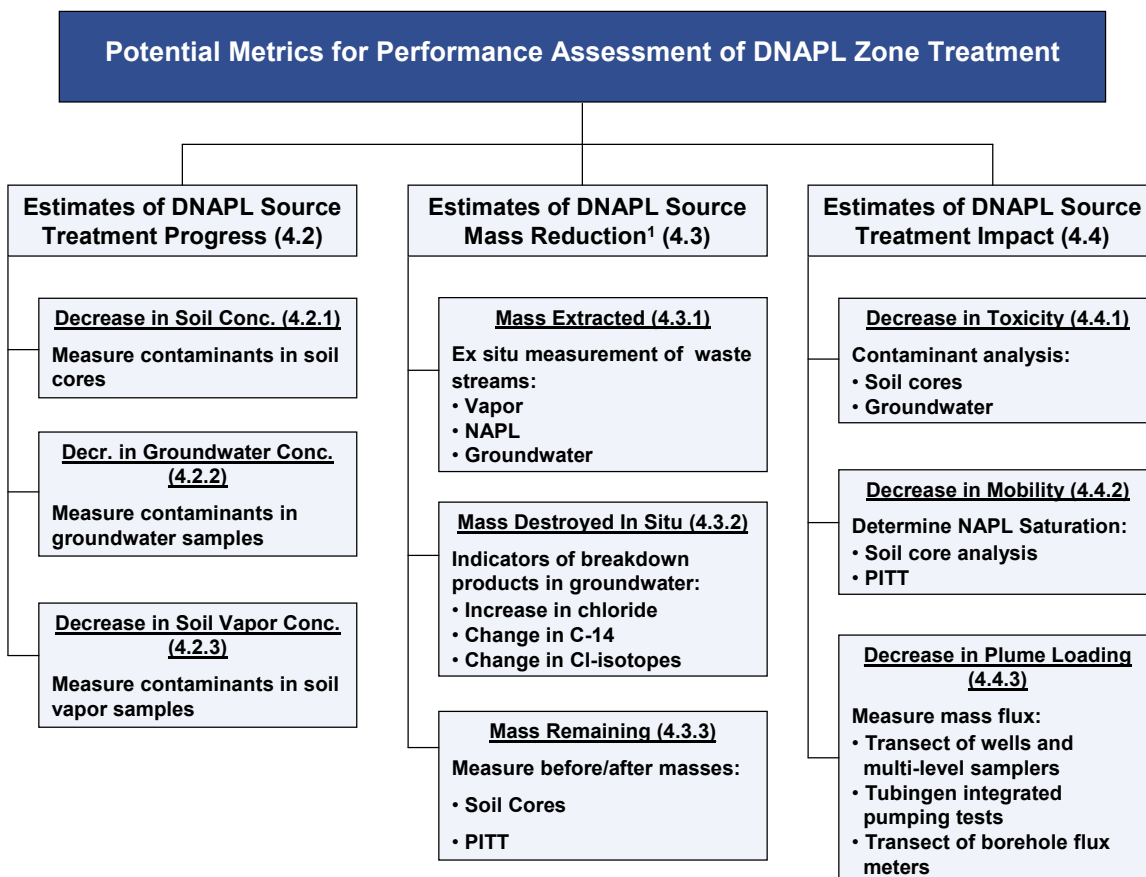 Potential Metrics for Performance Assessment of DNAPL Zone Treatment
Estimates of DNAPL Source
Treatment Progress (4.2)
Decrease in Soil Conc. (4.2.1)
Measure contaminants in soil
cores
Decr. in Groundwater Conc.
(4.2.2)
Measure contaminants in
groundwater samples
Decrease in Soil Vapor Conc.
(4.2.3)
Measure contaminants in soil
vapor samples
Estimates of DNAPL Source
Mass Reduction¹ (4.3)
Mass Extracted (4.3.1)
Ex situ measurement of waste
streams:
• Vapor
• NAPL
• Groundwater
Mass Destroyed In Situ (4.3.2)
Indicators of breakdown
products in groundwater:
• Increase in chloride
• Change in C-14
• Change in Cl-isotopes
Mass Remaining (4.3.3)
Measure before/after masses:
• Soil Cores
• PITT
Estimates of DNAPL Source
Treatment Impact (4.4)
Decrease in Toxicity (4.4.1)
Contaminant analysis:
• Soil cores
• Groundwater
Decrease in Mobility (4.4.2)
Determine NAPL Saturation:
• Soil core analysis
• PITT
Decrease in Plume Loading
(4.4.3)
Measure mass flux:
• Transect of wells and
multi-level samplers
• Tubingen integrated
pumping tests
• Transect of borehole flux
meters